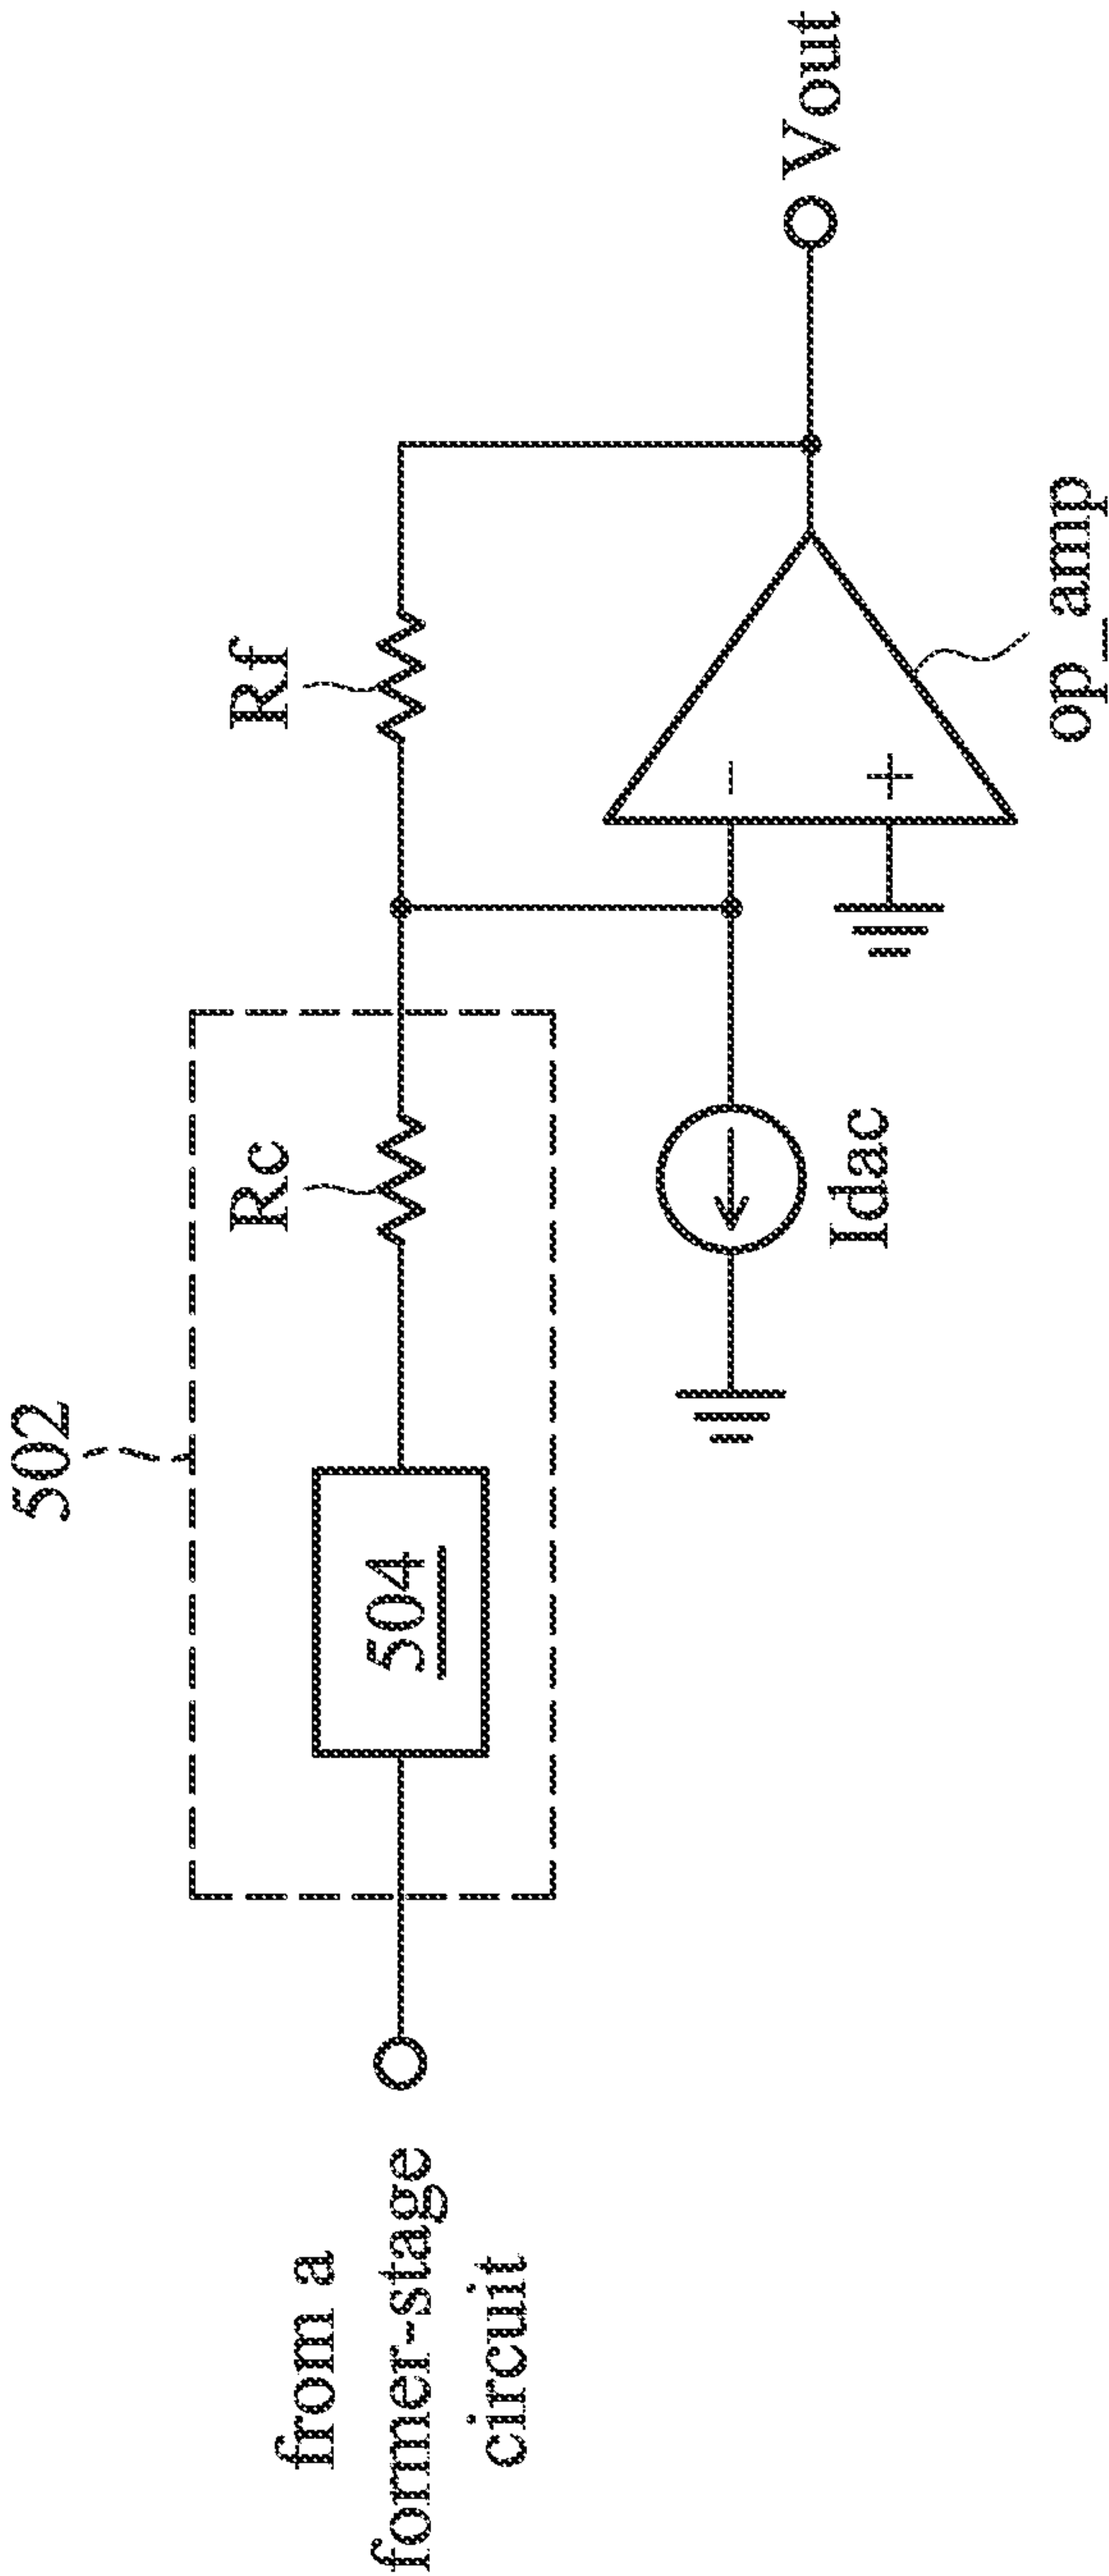 502
Rc
Rf
504
from a
former-stage
circuit
Idac
−
+
Vout
op_amp